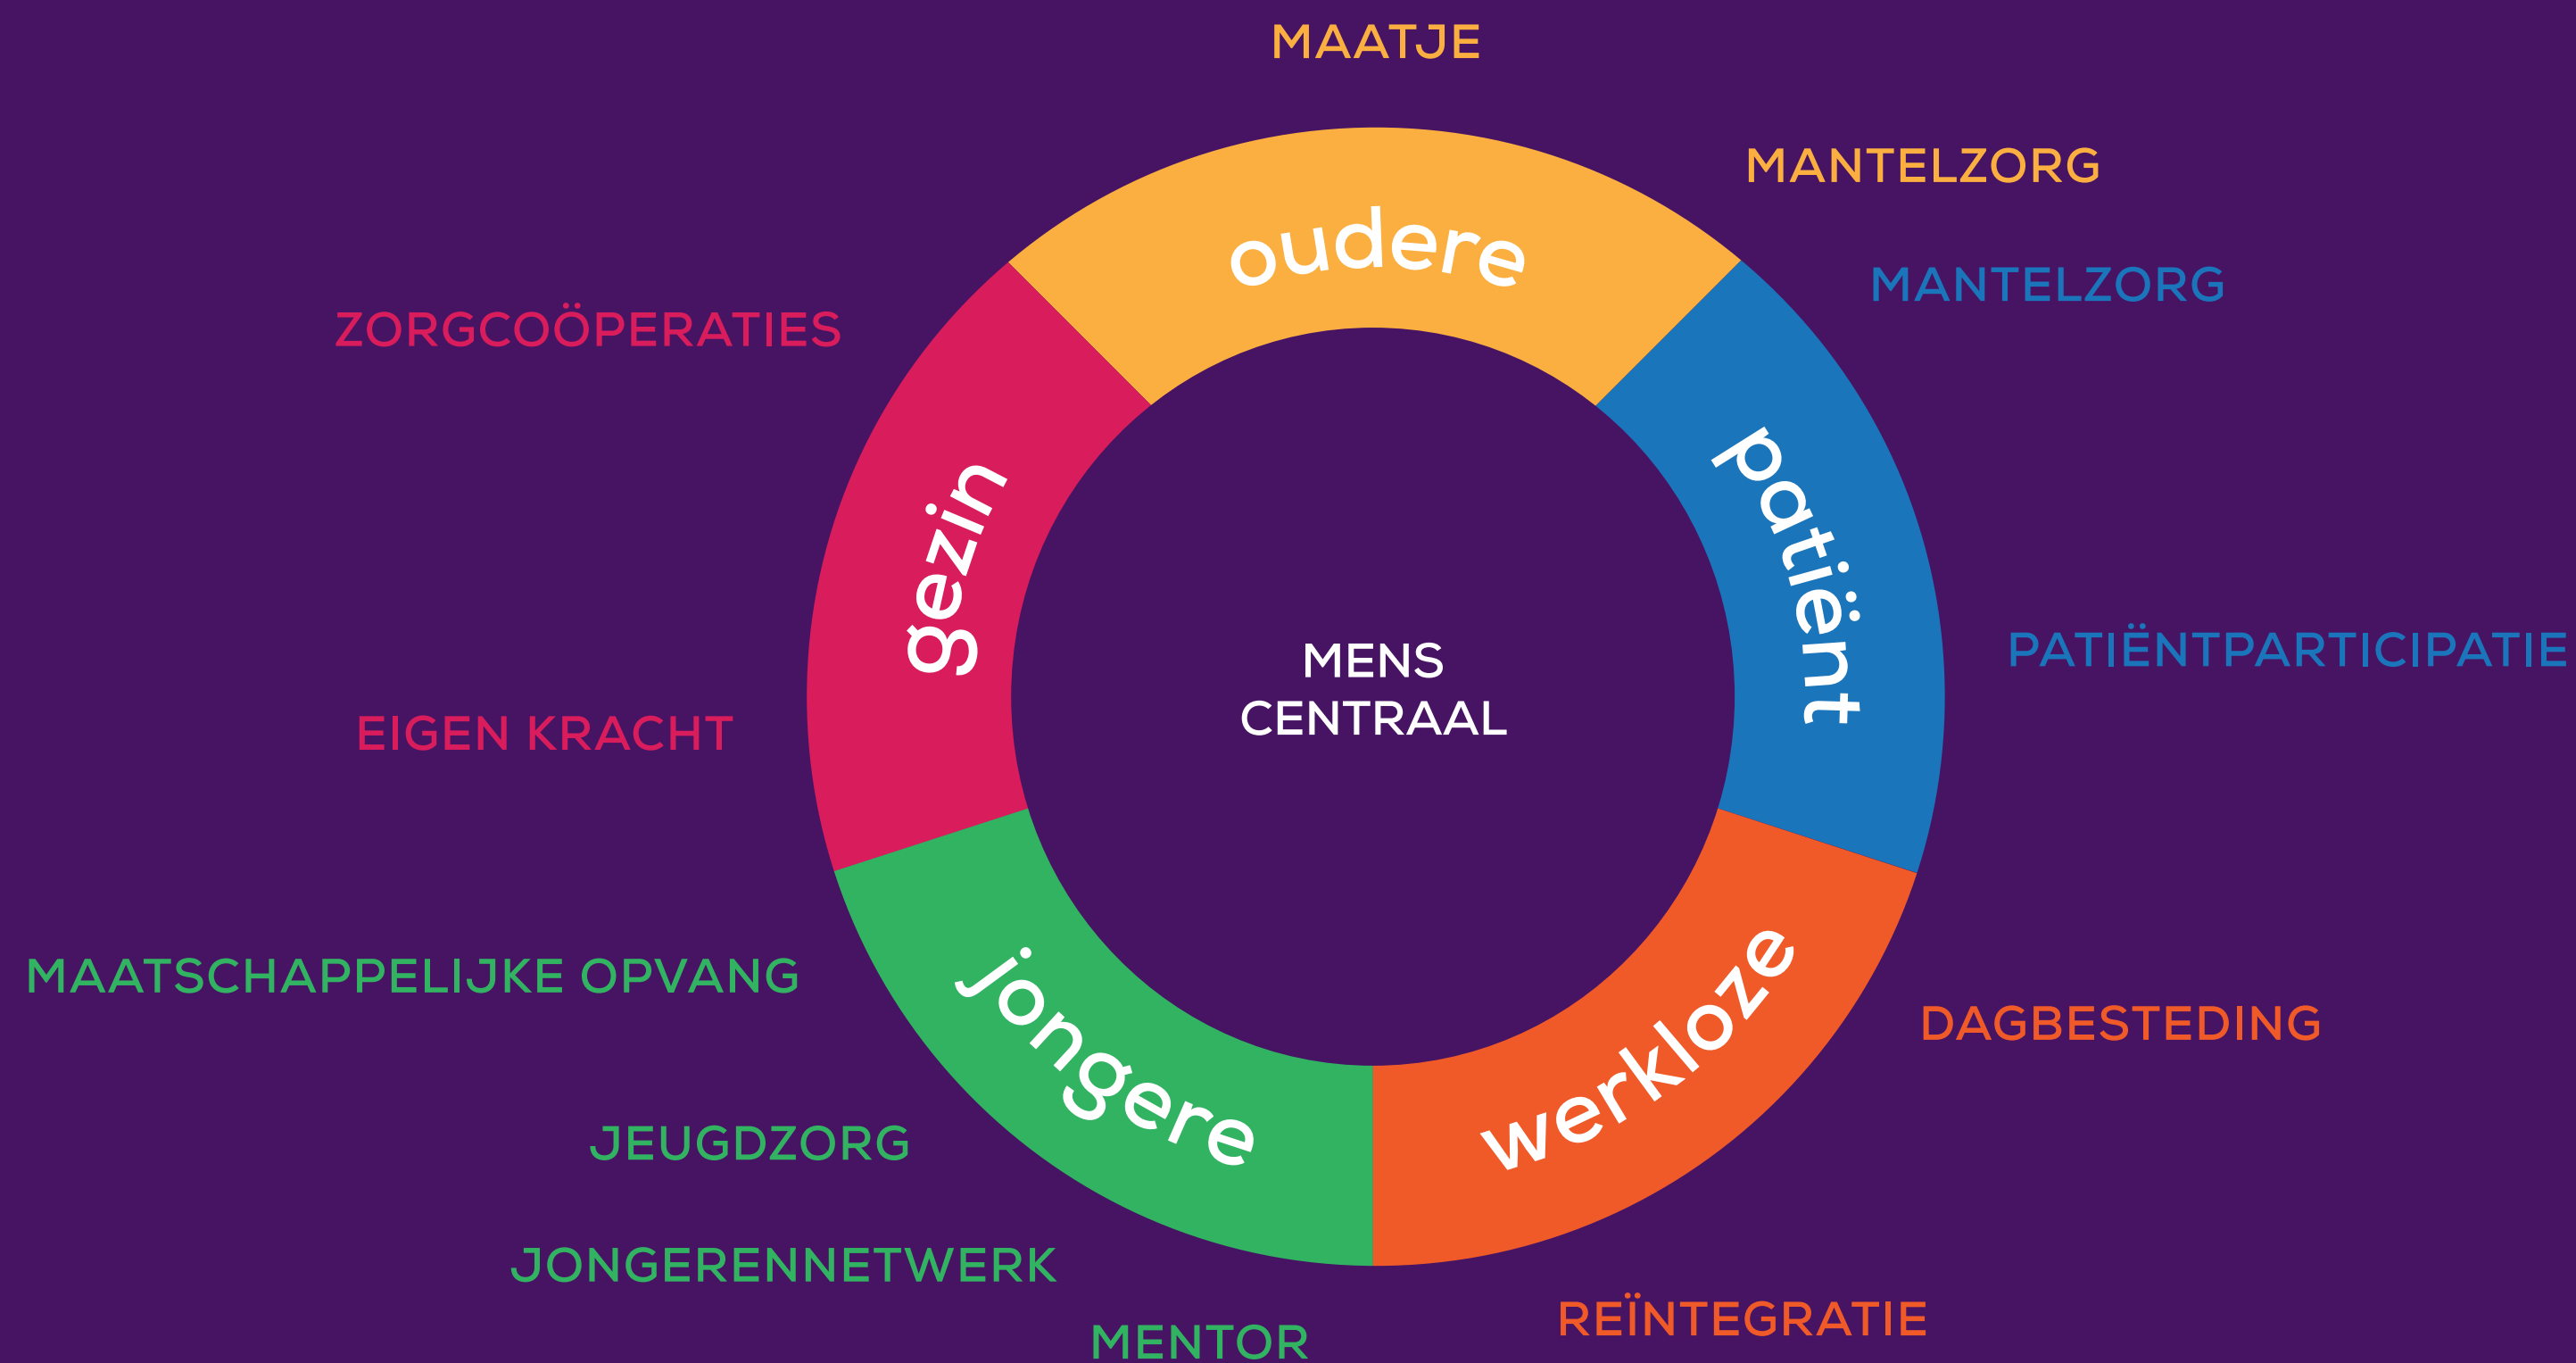 MAATJE
MANTELZORG
oudere
MANTELZORG
ZORGCOÖPERATIES
patiënt
gezin
PATIËNTPARTICIPATIE
MENS
CENTRAAL
EIGEN KRACHT
MAATSCHAPPELIJKE OPVANG
jongere
werkloze
DAGBESTEDING
JEUGDZORG
JONGERENNETWERK
REÏNTEGRATIE
MENTOR